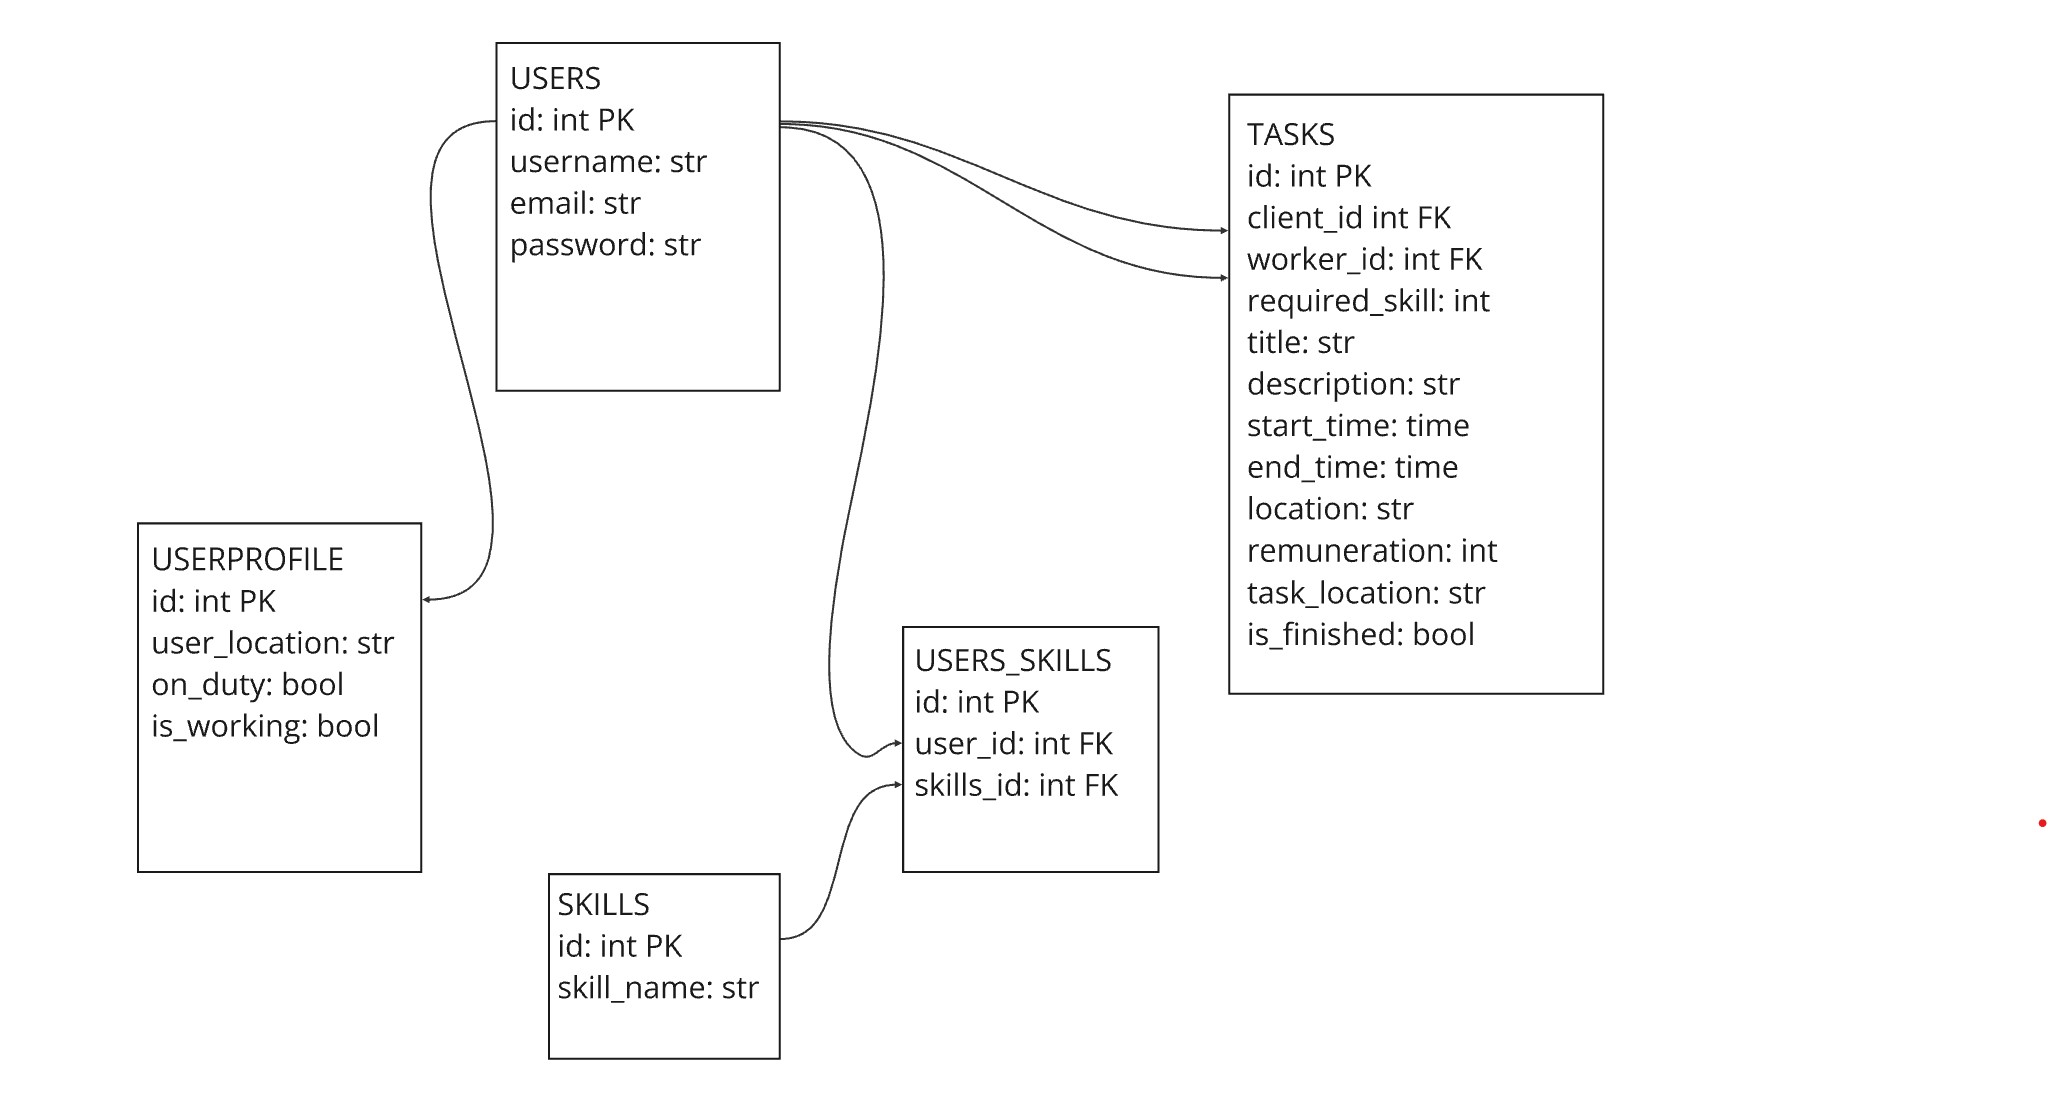 USERS
id: int PK
username: str
email: str
password: str
TASKS
id: int PK
client_id int FK
worker_id: int FK
required_skill: int
title: str
description: str
start_time: time
end_time: time
location: str
remuneration: int
task_location: str
is_finished: bool
USERPROFILE
id: int PK
user_location: str
on_duty: bool
is_working: bool
USERS_SKILLS
id: int PK
user_id: int FK
skills_id: int FK
SKILLS
id: int PK
skill_name: str